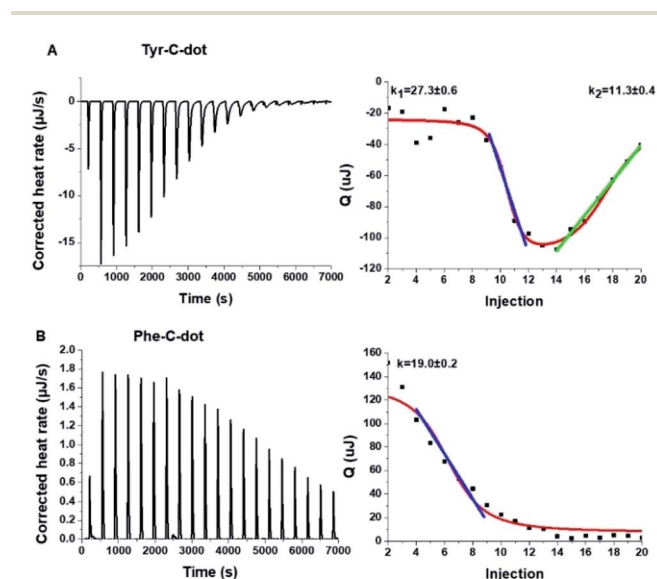 A
Tyr-C-dot
Corrected heat rate (µJ/s)
0
-5
-10
-15
0 1000 2000 3000 4000 5000 6000 7000
Time (s)
k₁=27.3±0.6
k₂=11.3±0.4
Q (uJ)
0
-20
-40
-60
-80
-100
-120
2 4 6 8 10 12 14 16 18 20
Injection
B
Phe-C-dot
Corrected heat rate (µJ/s)
2.0
1.8
1.6
1.4
1.2
1.0
0.8
0.6
0.4
0.2
0.0
0 1000 2000 3000 4000 5000 6000 7000
Time (s)
k=19.0±0.2
Q (uJ)
160
140
120
100
80
60
40
20
0
2 4 6 8 10 12 14 16 18 20
Injection